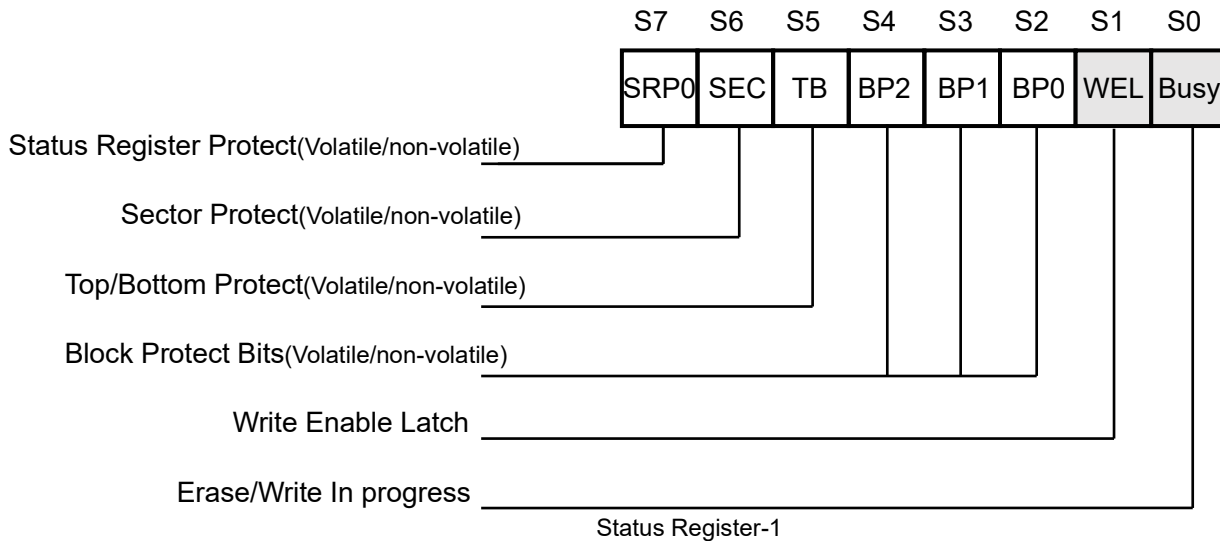 S7 S6 S5 S4 S3 S2 S1 S0
SRP0 SEC TB BP2 BP1 BP0 WEL Busy
Status Register Protect(Volatile/non-volatile)
Sector Protect(Volatile/non-volatile)
Top/Bottom Protect(Volatile/non-volatile)
Block Protect Bits(Volatile/non-volatile)
Write Enable Latch
Erase/Write In progress
Status Register-1